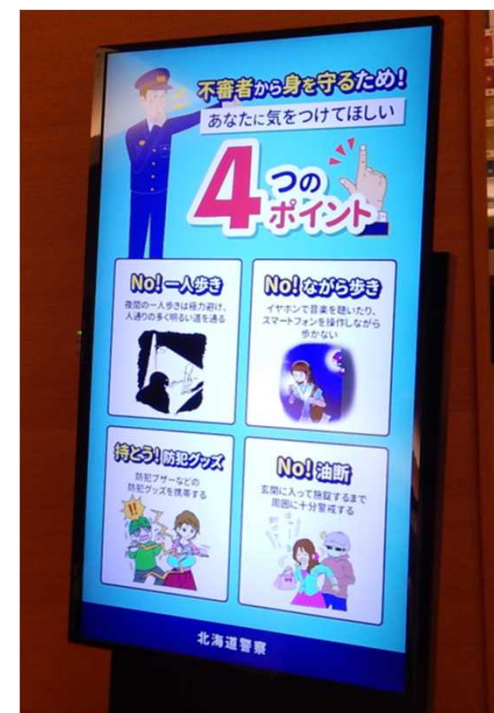 不審者から身を守るため!
あなたに気をつけてほしい
4つの
ポイント
No!一人歩き
夜間の一人歩きは極力避け、
人通りの多く明るい道を通る
No!ながら歩き
イヤホンで音楽を聴いたり、
スマートフォンを操作しながら
歩かない
持とう!防犯グッズ
防犯ブザーなどの
防犯グッズを携帯する
!!
No!油断
玄関に入って施錠するまで
周囲に十分警戒する
北海道警察